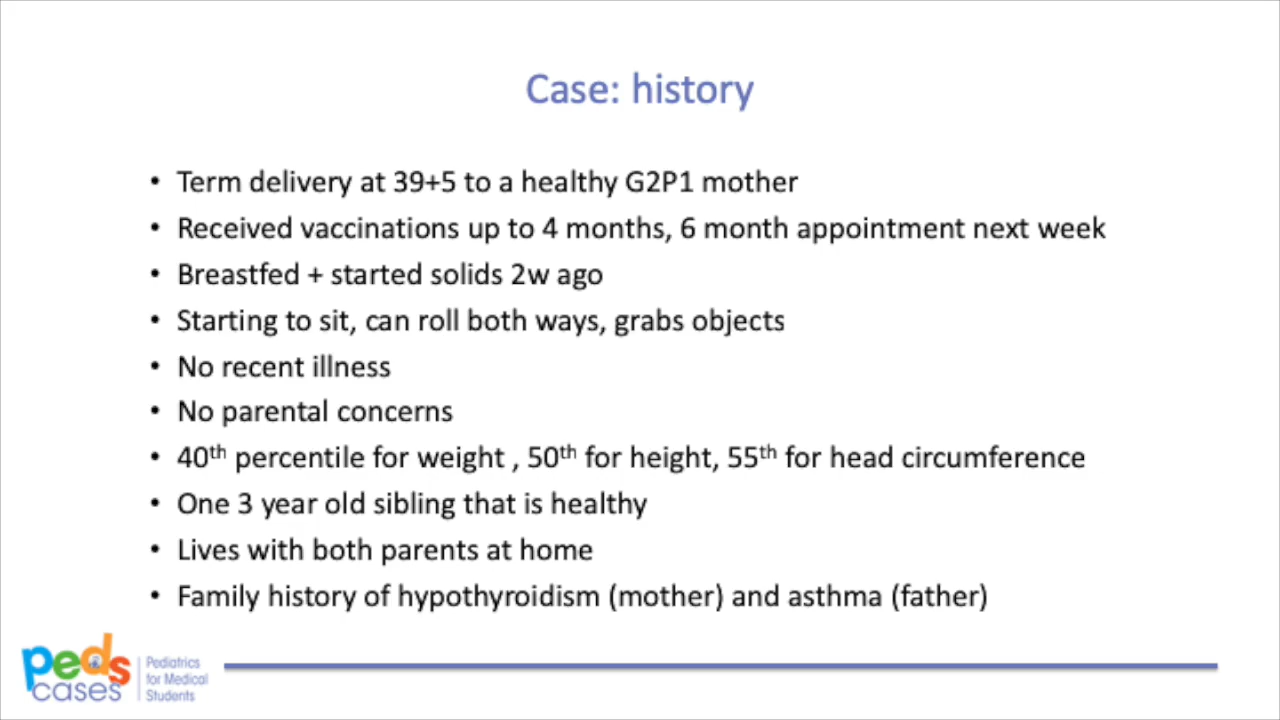 Case: history
• Term delivery at 39+5 to a healthy G2P1 mother
• Received vaccinations up to 4 months, 6 month appointment next week
• Breastfed + started solids 2w ago
• Starting to sit, can roll both ways, grabs objects
• No recent illness
• No parental concerns
• 40th percentile for weight , 50th for height, 55th for head circumference
• One 3 year old sibling that is healthy
• Lives with both parents at home
• Family history of hypothyroidism (mother) and asthma (father)
peds
cases
Pediatrics
for Medical
Students